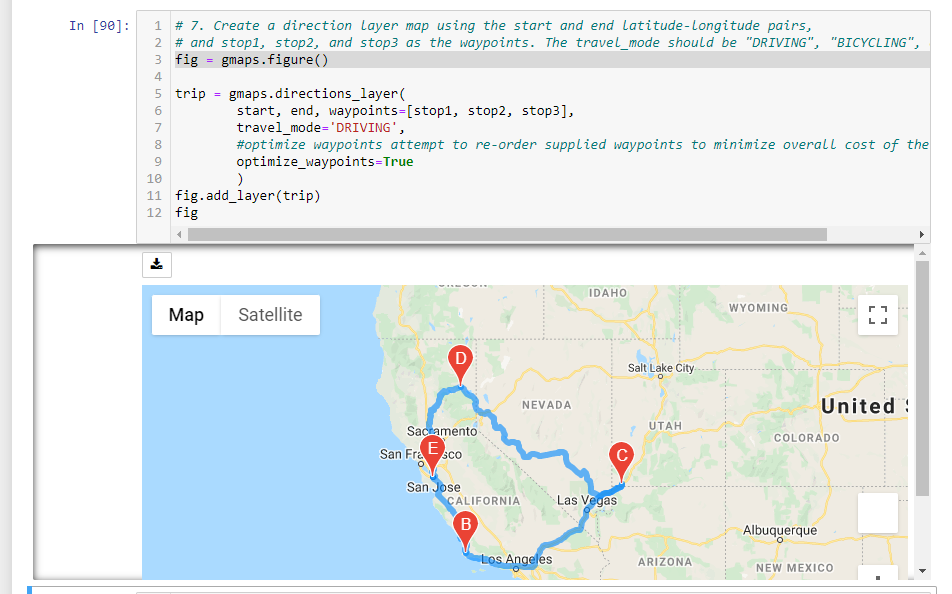 In [90]:
1 # 7. Create a direction layer map using the start and end latitude-longitude pairs,
2 # and stop1, stop2, and stop3 as the waypoints. The travel_mode should be "DRIVING", "BICYCLING",
3 fig = gmaps.figure()
4
5 trip = gmaps.directions_layer(
6 start, end, waypoints=[stop1, stop2, stop3],
7 travel_mode='DRIVING',
8 #optimize waypoints attempt to re-order supplied waypoints to minimize overall cost of the
9 optimize_waypoints=True
10 )
11 fig.add_layer(trip)
12 fig
Map Satellite
IDAHO
WYOMING
D
Salt Lake City
NEVADA
United
UTAH
Sacramento
COLORADO
E
San Francisco
C
San Jose
CALIFORNIA
Las Vegas
B
Albuquerque
Los Angeles
ARIZONA
NEW MEXICO